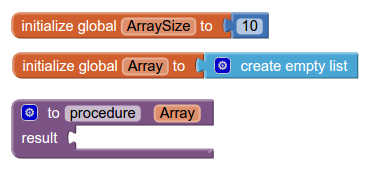 initialize global ArraySize to 10
initialize global Array to create empty list
to procedure Array
result